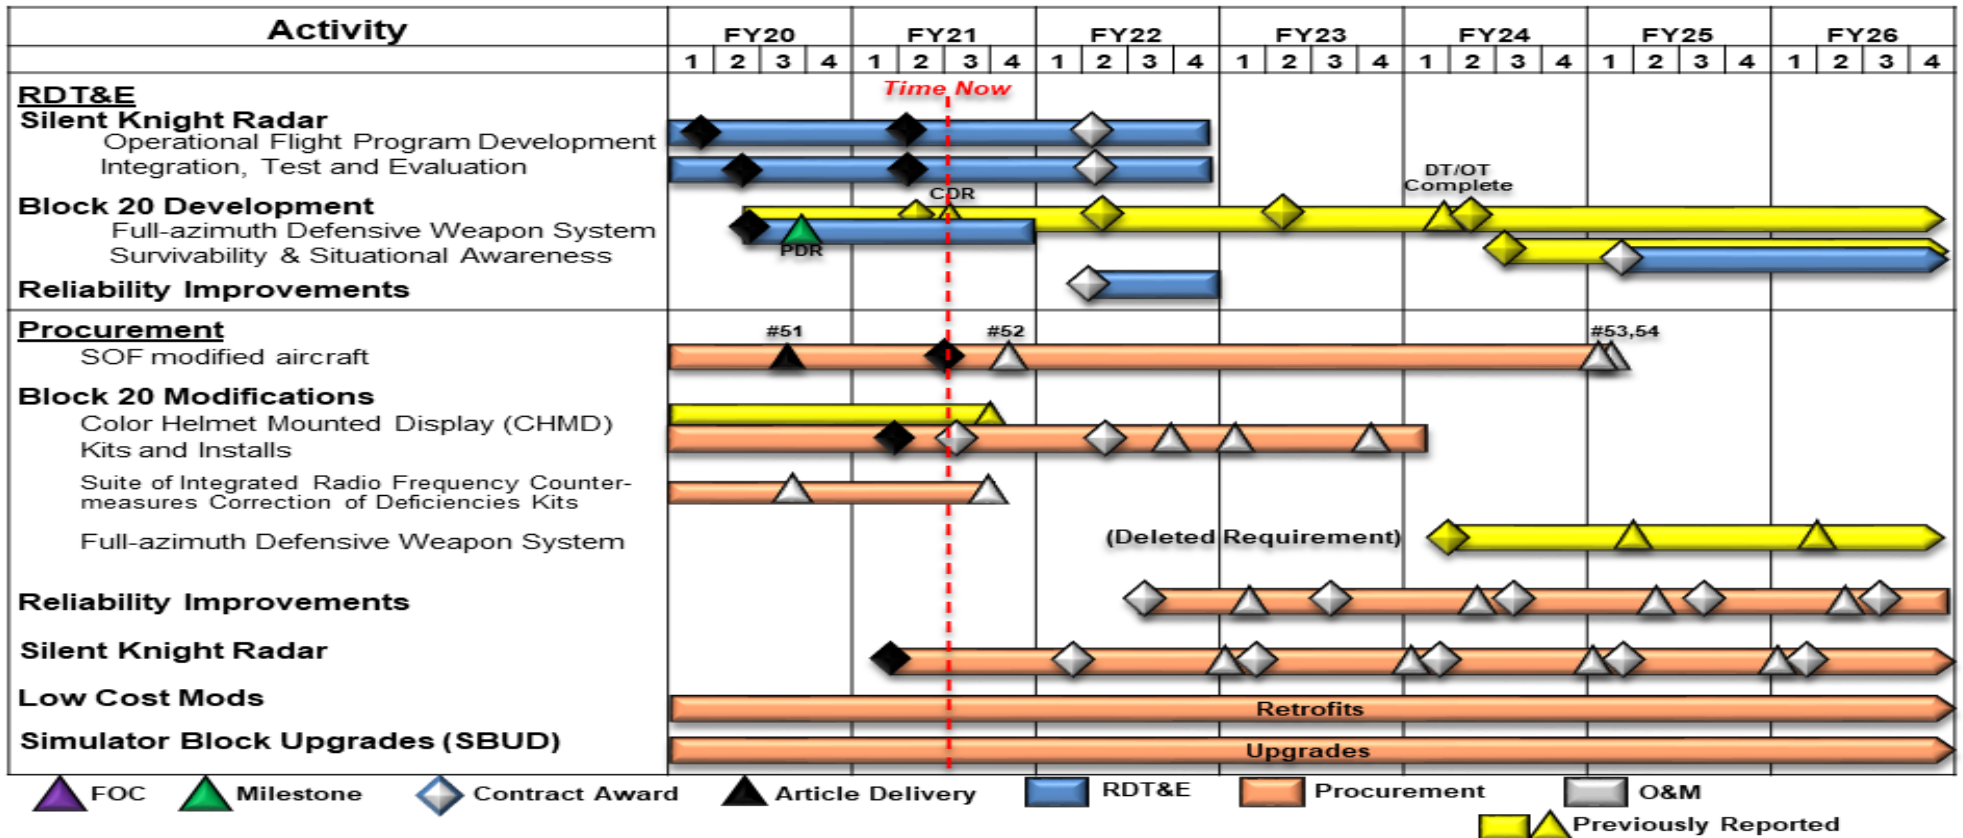 Activity FY20 FY21 FY22 FY23 FY24 FY25 FY26
1 2 3 4 1 2 3 4 1 2 3 4 1 2 3 4 1 2 3 4 1 2 3 4 1 2 3 4
RDT&E
Time Now
Silent Knight Radar
Operational Flight Program Development
Integration, Test and Evaluation
DT/OT
Complete
CDR
Block 20 Development
Full-azimuth Defensive Weapon System
PDR
Survivability & Situational Awareness
Reliability Improvements
Procurement
#51 #52 #53,54
SOF modified aircraft
Block 20 Modifications
Color Helmet Mounted Display (CHMD)
Kits and Installs
Suite of Integrated Radio Frequency Counter-
measures Correction of Deficiencies Kits
Full-azimuth Defensive Weapon System (Deleted Requirement)
Reliability Improvements
Silent Knight Radar
Low Cost Mods Retrofits
Simulator Block Upgrades (SBUD) Upgrades
FOC Milestone Contract Award Article Delivery RDT&E Procurement O&M
Previously Reported